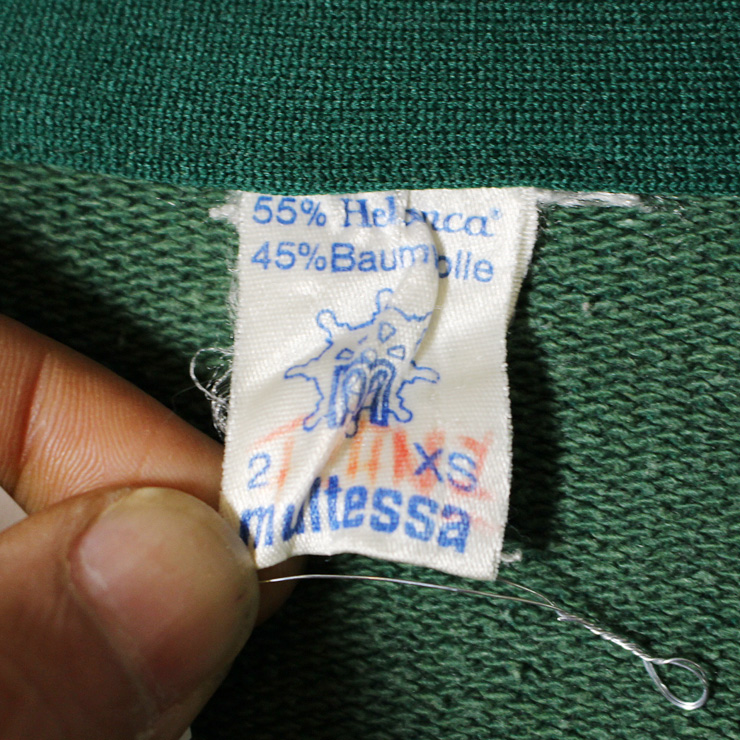 55% Helanca®
45% Baumwolle
m
2 XS
multessa